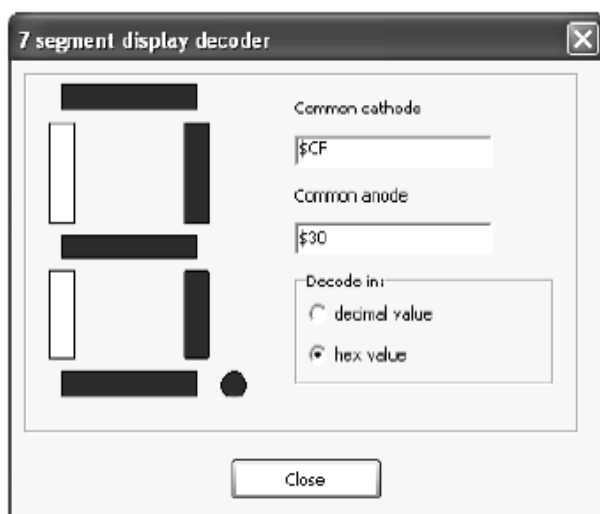 7 segment display decoder
Common cathode
$CF
Common anode
$30
Decode in:
decimal value
hex value
Close